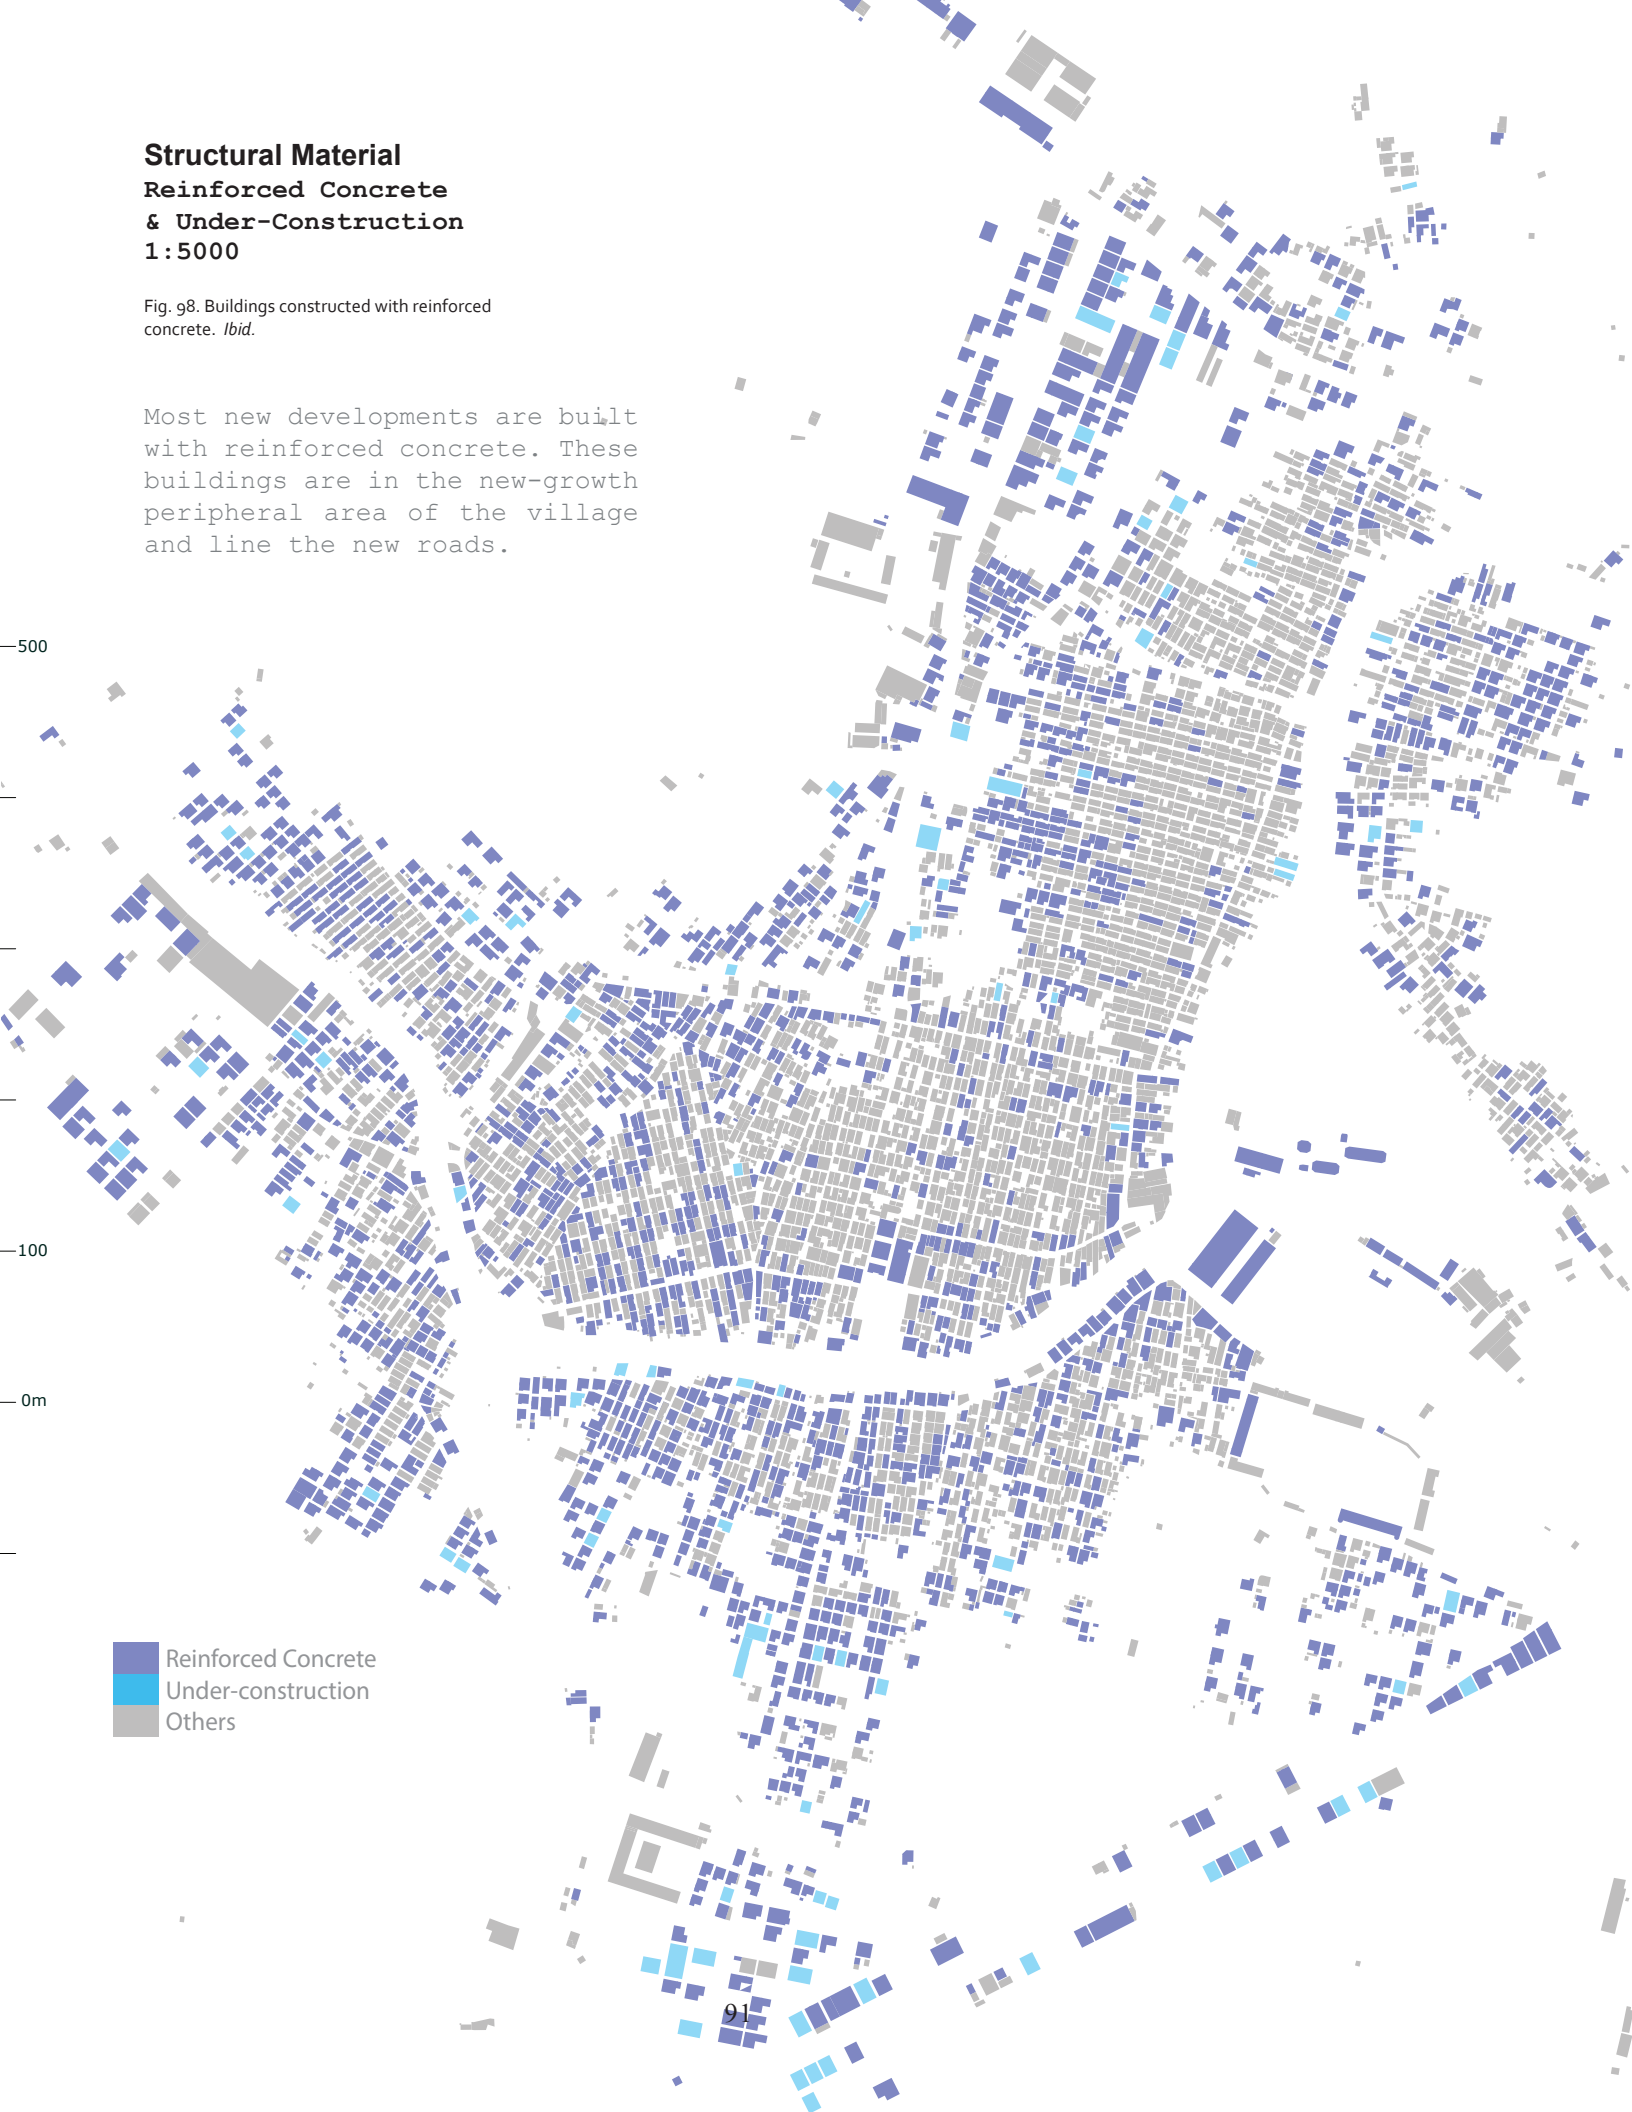 Structural Material
Reinforced Concrete
& Under-Construction
1:5000
Fig. 98. Buildings constructed with reinforced
concrete. Ibid.
Most new developments are built
with reinforced concrete. These
buildings are in the new-growth
peripheral area of the village
and line the new roads.
500
100
0m
Reinforced Concrete
Under-construction
Others
91